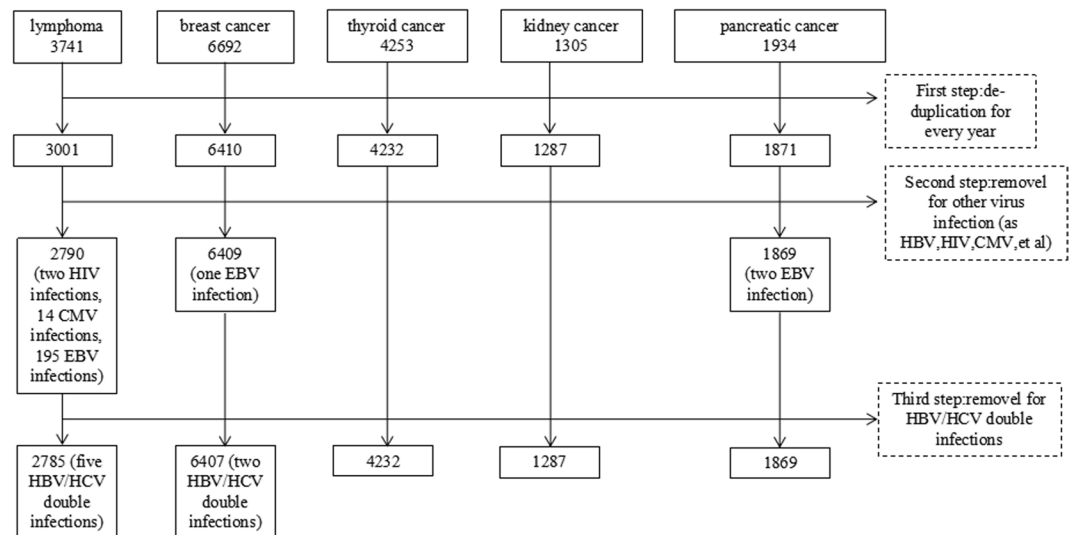 lymphoma
3741
breast cancer
6692
thyroid cancer
4253
kidney cancer
1305
pancreatic cancer
1934
First step:de-
duplication for
every year
3001
6410
4232
1287
1871
Second step:removel
for other virus
infection (as
HBV,HIV,CMV,et al)
2790
(two HIV
infections,
14 CMV
infections,
195 EBV
infections)
6409
(one EBV
infection)
1869
(two EBV
infection)
Third step:removel for
HBV/HCV double
infections
2785 (five
HBV/HCV
double
infections)
6407 (two
HBV/HCV
double
infections)
4232
1287
1869